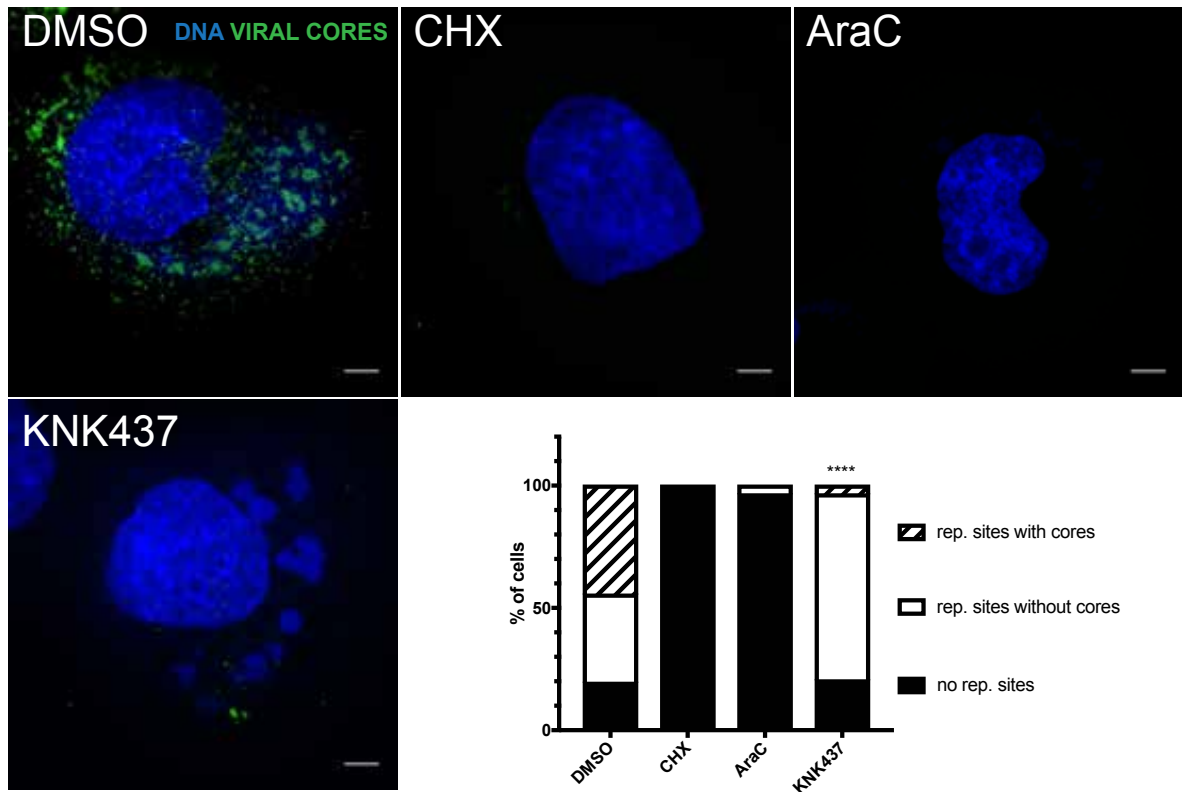 DMSO DNA VIRAL CORES
CHX
AraC
KNK437
****
100
50
0
% of cells
DMSO
CHX
AraC
KNK437
rep. sites with cores
rep. sites without cores
no rep. sites